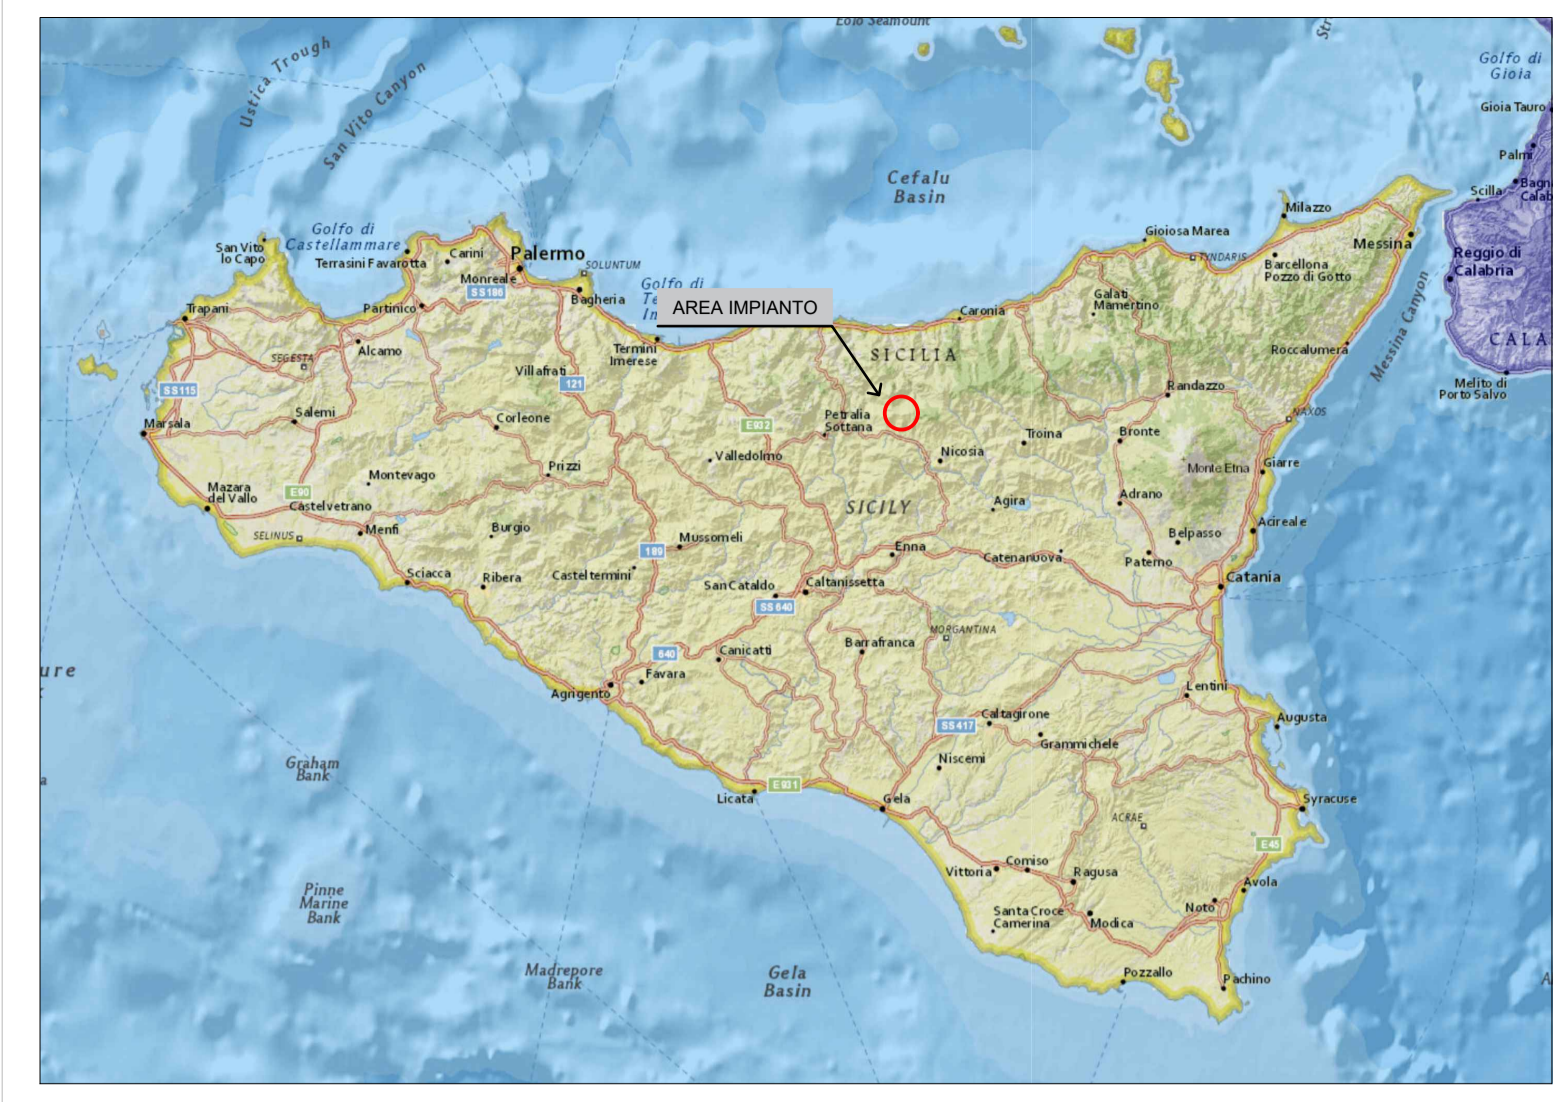 Eolo Seamount
Ustica Trough
San Vito Canyon
Golfo di
Gioia
Gioia Tauro
Palmi
Scilla
Cefalu
Basin
Milazzo
Gioiosa Marea
Messina
TYNDARIS
Barcellona
Pozzo di Gotto
Reggio di
Calabria
Golfo di
Castellammare
San Vito
lo Capo
Terrasini Favarotta
Carini
Palermo
Monreale
SS186
SOLUNTUM
Bagheria
Golfo di
AREA IMPIANTO
Trapani
Partinico
Caronia
Galati
Mamertino
Messina Canyon
CALA
SICILIA
Termini
Imerese
Roccalumera
SEGESTA
Alcamo
Villafrati
121
SS115
Randazzo
Melito di
Porto Salvo
Salemi
Corleone
E932
Petralia
Sottana
NAXOS
Marsala
Troina
Bronte
Nicosia
Valledolmo
Prizzi
Montevago
Monte Etna
Giarre
Mazara
del Vallo
E90
Castelvetrano
SICILY
Agira
Adrano
SELINUS
Menfi
Burgio
Acireale
Belpasso
189
Mussomeli
Enna
Catenanuova
Paterno
Sciacca
Ribera
Casteltermini
San Cataldo
Caltanissetta
Catania
SS 640
MORGANTINA
Barrafranca
640
Canicatti
Favara
Agrigento
ure
Lentini
Caltagirone
SS417
Augusta
Grammichele
Niscemi
Graham
Bank
E931
Licata
Gela
Syracuse
ACRAE
E45
Comiso
Vittoria
Ragusa
Avola
Noto
Pinne
Marine
Bank
Santa Croce
Camerina
Modica
Madrepore
Bank
Gela
Basin
Pozzallo
Pachino